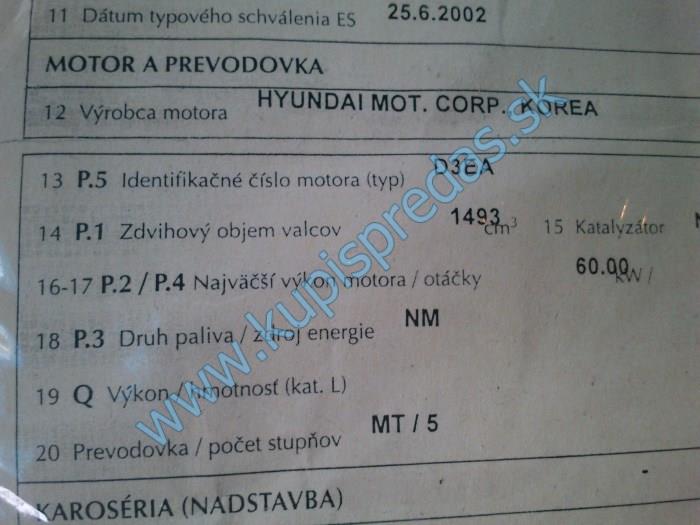 11 Dátum typového schválenia ES 25.6.2002
MOTOR A PREVODOVKA
12 Výrobca motora HYUNDAI MOT. CORP., KOREA
13 P.5 Identifikačné číslo motora (typ) D3EA
14 P.1 Zdvihový objem valcov 1493 cm³ 15 Katalyzátor
16-17 P.2 / P.4 Najväčší výkon motora / otáčky 60.00 kW /
18 P.3 Druh paliva / zdroj energie NM
19 Q Výkon / hmotnosť (kat. L)
20 Prevodovka / počet stupňov MT / 5
KAROSÉRIA (NADSTAVBA)
www.kupispredas.sk